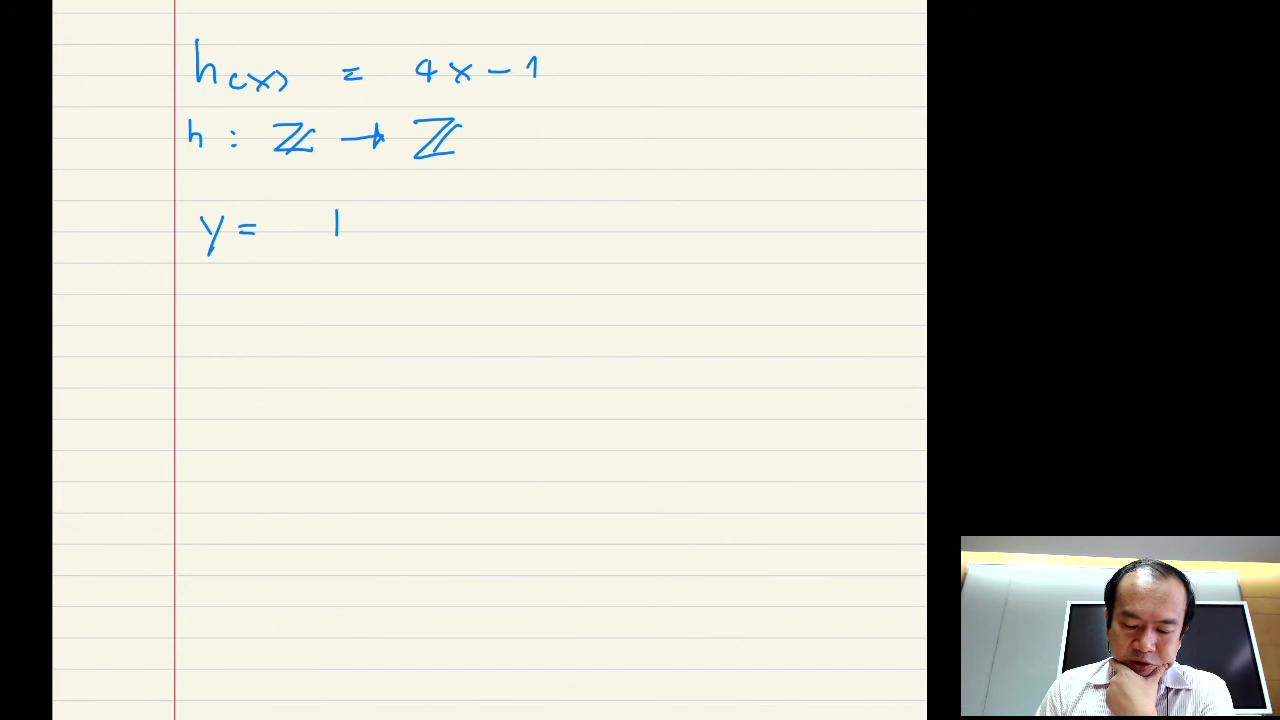 h(x) = 4x - 1
h : ℤ → ℤ
y = 1